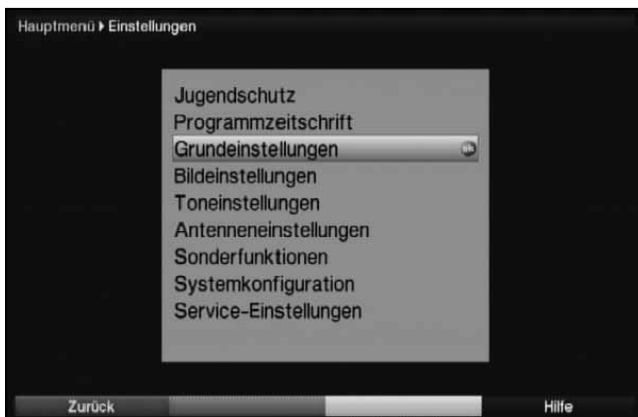 Hauptmenü ▸ Einstellungen
Jugendschutz
Programmzeitschrift
Grundeinstellungen
Bildeinstellungen
Toneinstellungen
Antenneneinstellungen
Sonderfunktionen
Systemkonfiguration
Service-Einstellungen
Zurück
Hilfe